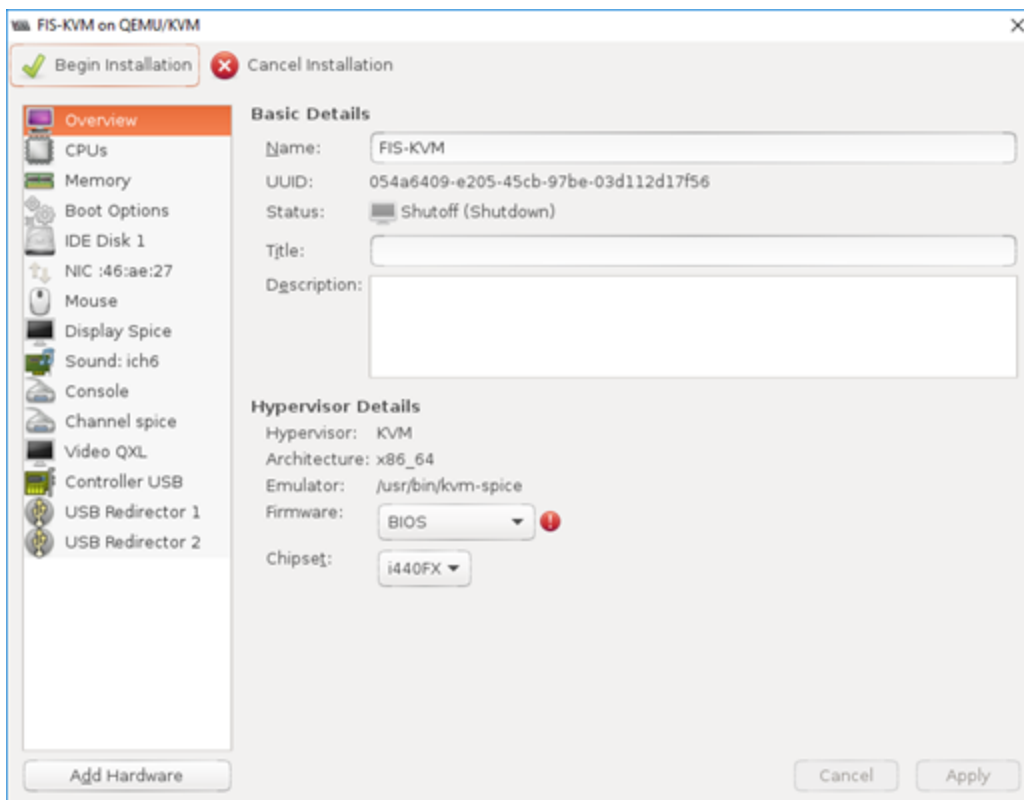 FIS-KVM on QEMU/KVM
Begin Installation Cancel Installation
Overview
CPUs
Memory
Boot Options
IDE Disk 1
NIC :46:ae:27
Mouse
Display Spice
Sound: ich6
Console
Channel spice
Video QXL
Controller USB
USB Redirector 1
USB Redirector 2
Add Hardware
Basic Details
Name: FIS-KVM
UUID: 054a6409-e205-45cb-97be-03d112d17f56
Status: Shutoff (Shutdown)
Title:
Description:
Hypervisor Details
Hypervisor: KVM
Architecture: x86_64
Emulator: /usr/bin/kvm-spice
Firmware: BIOS
Chipset: i440FX
Cancel Apply